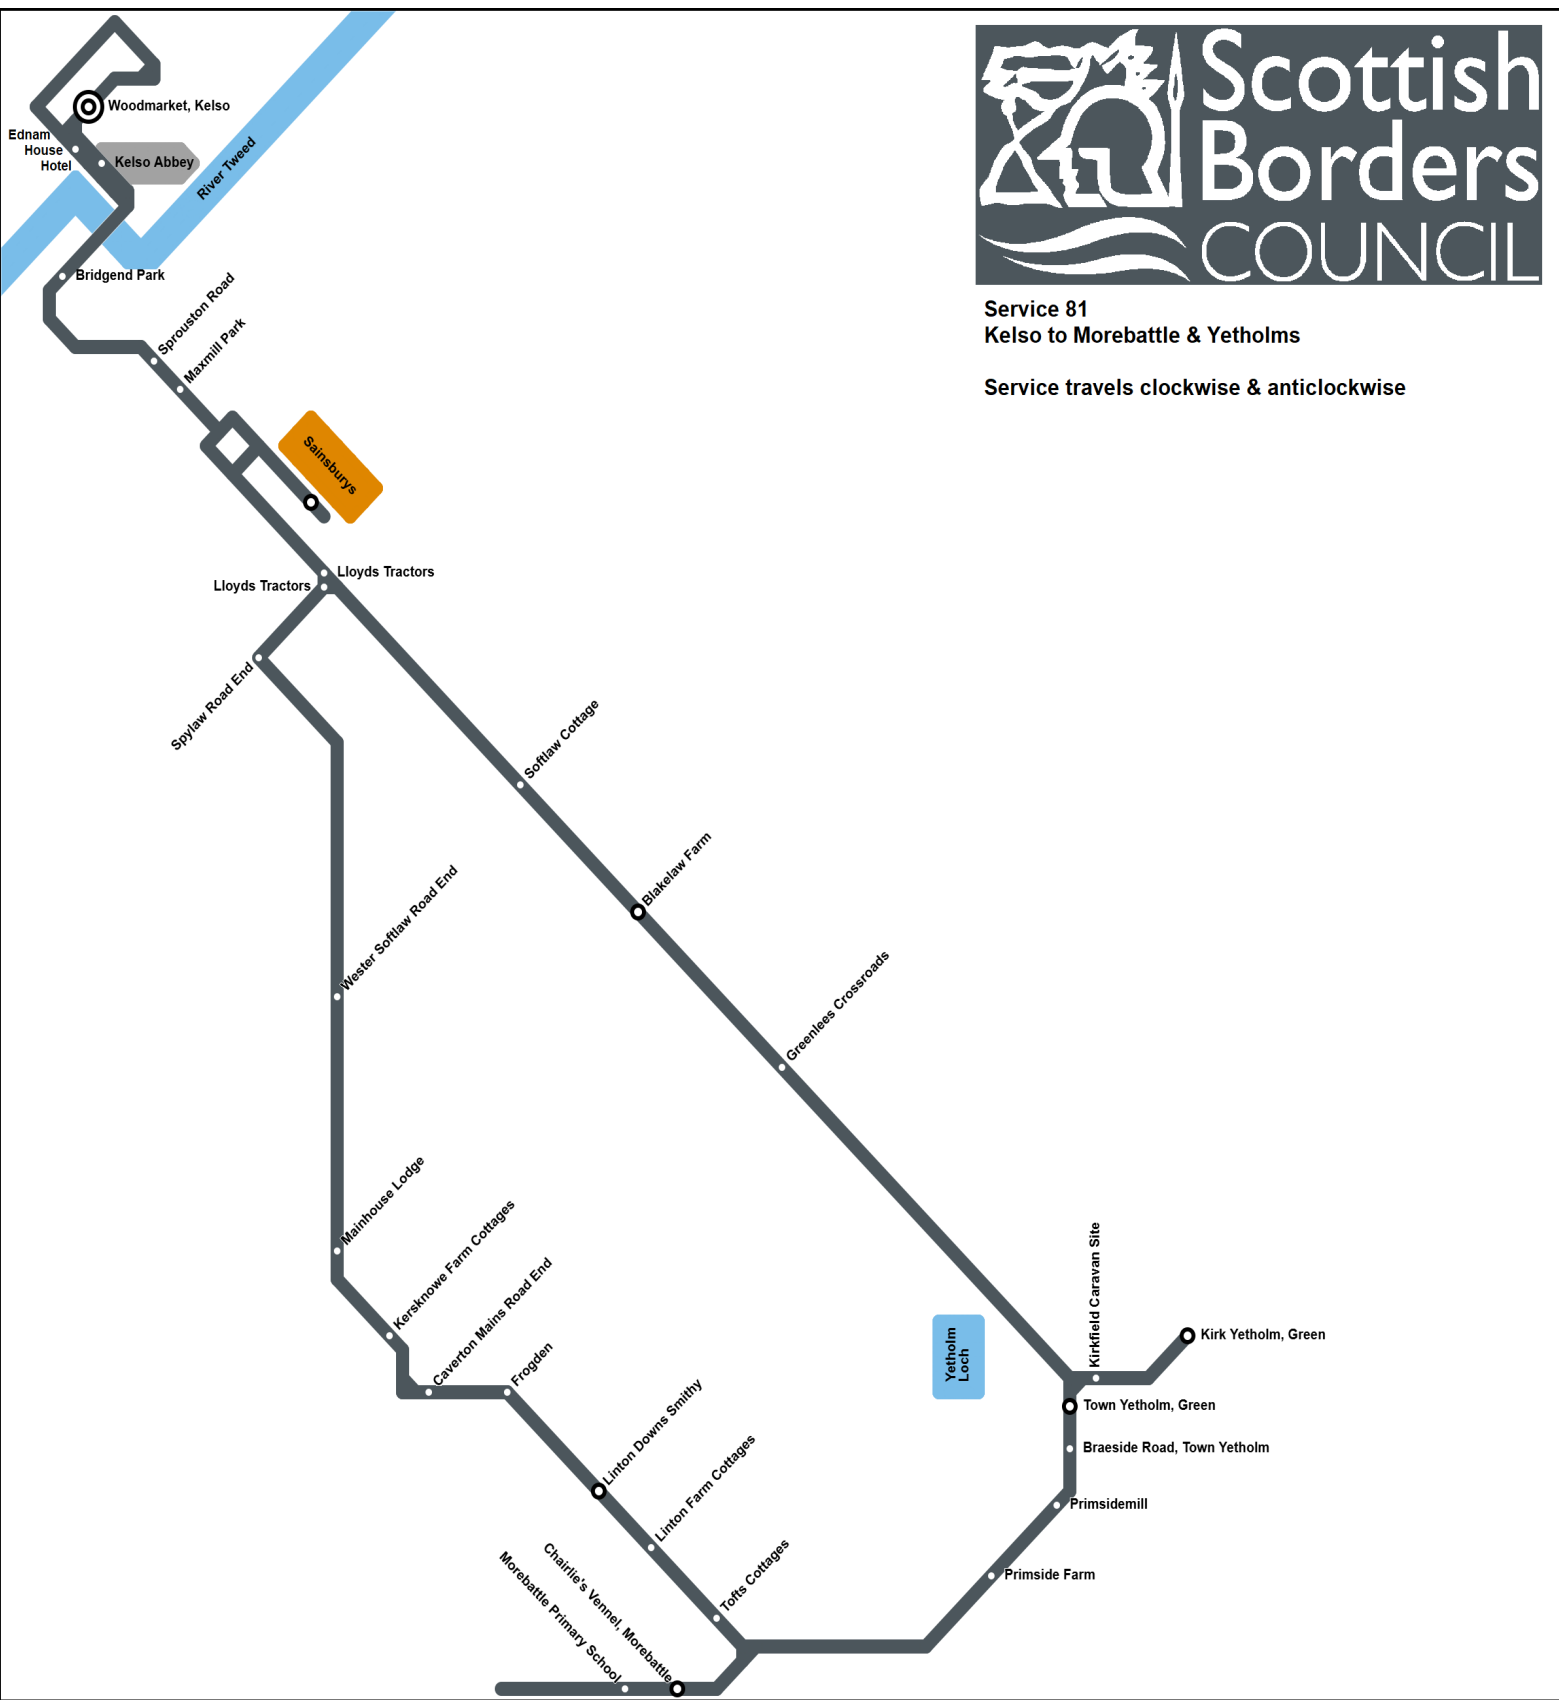 Scottish
Borders
COUNCIL
Service 81
Kelso to Morebattle & Yetholms
Service travels clockwise & anticlockwise
Woodmarket, Kelso
Ednam
House
Hotel
Kelso Abbey
River Tweed
Bridgend Park
Sprouston Road
Maxmill Park
Sainsburys
Lloyds Tractors
Lloyds Tractors
Spylaw Road End
Softlaw Cottage
Blakelaw Farm
Wester Softlaw Road End
Greenlees Crossroads
Mainhouse Lodge
Kersknowe Farm Cottages
Caverton Mains Road End
Frogden
Kirkfield Caravan Site
Kirk Yetholm, Green
Yetholm
Loch
Town Yetholm, Green
Braeside Road, Town Yetholm
Linton Downs Smithy
Linton Farm Cottages
Primsidemill
Primside Farm
Tofts Cottages
Chairlie's Vennel, Morebattle
Morebattle Primary School